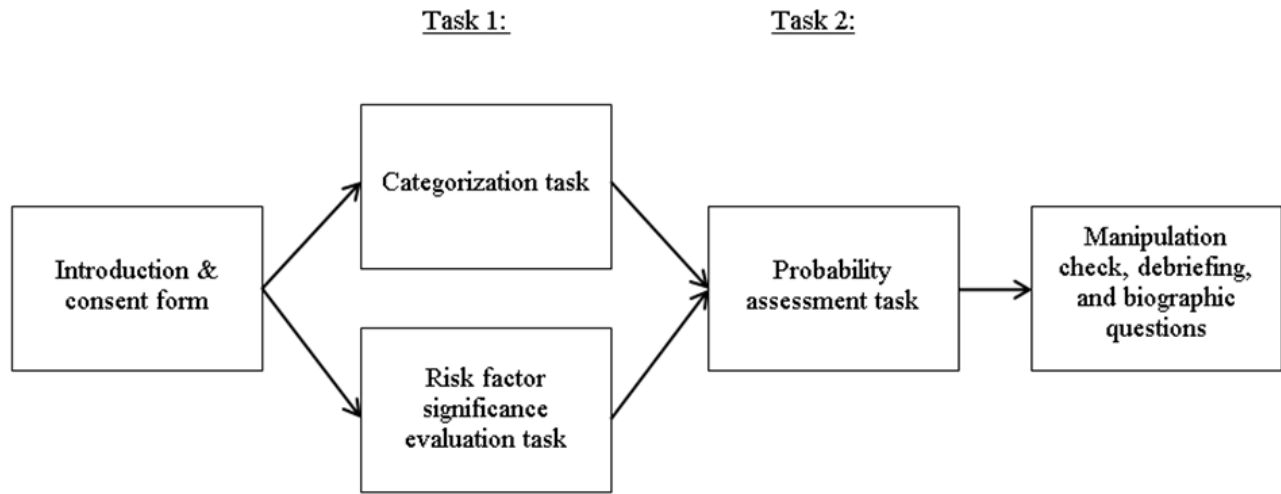 Task 1:
Task 2:
Categorization task
Introduction &
consent form
Probability
assessment task
Manipulation
check, debriefing,
and biographic
questions
Risk factor
significance
evaluation task